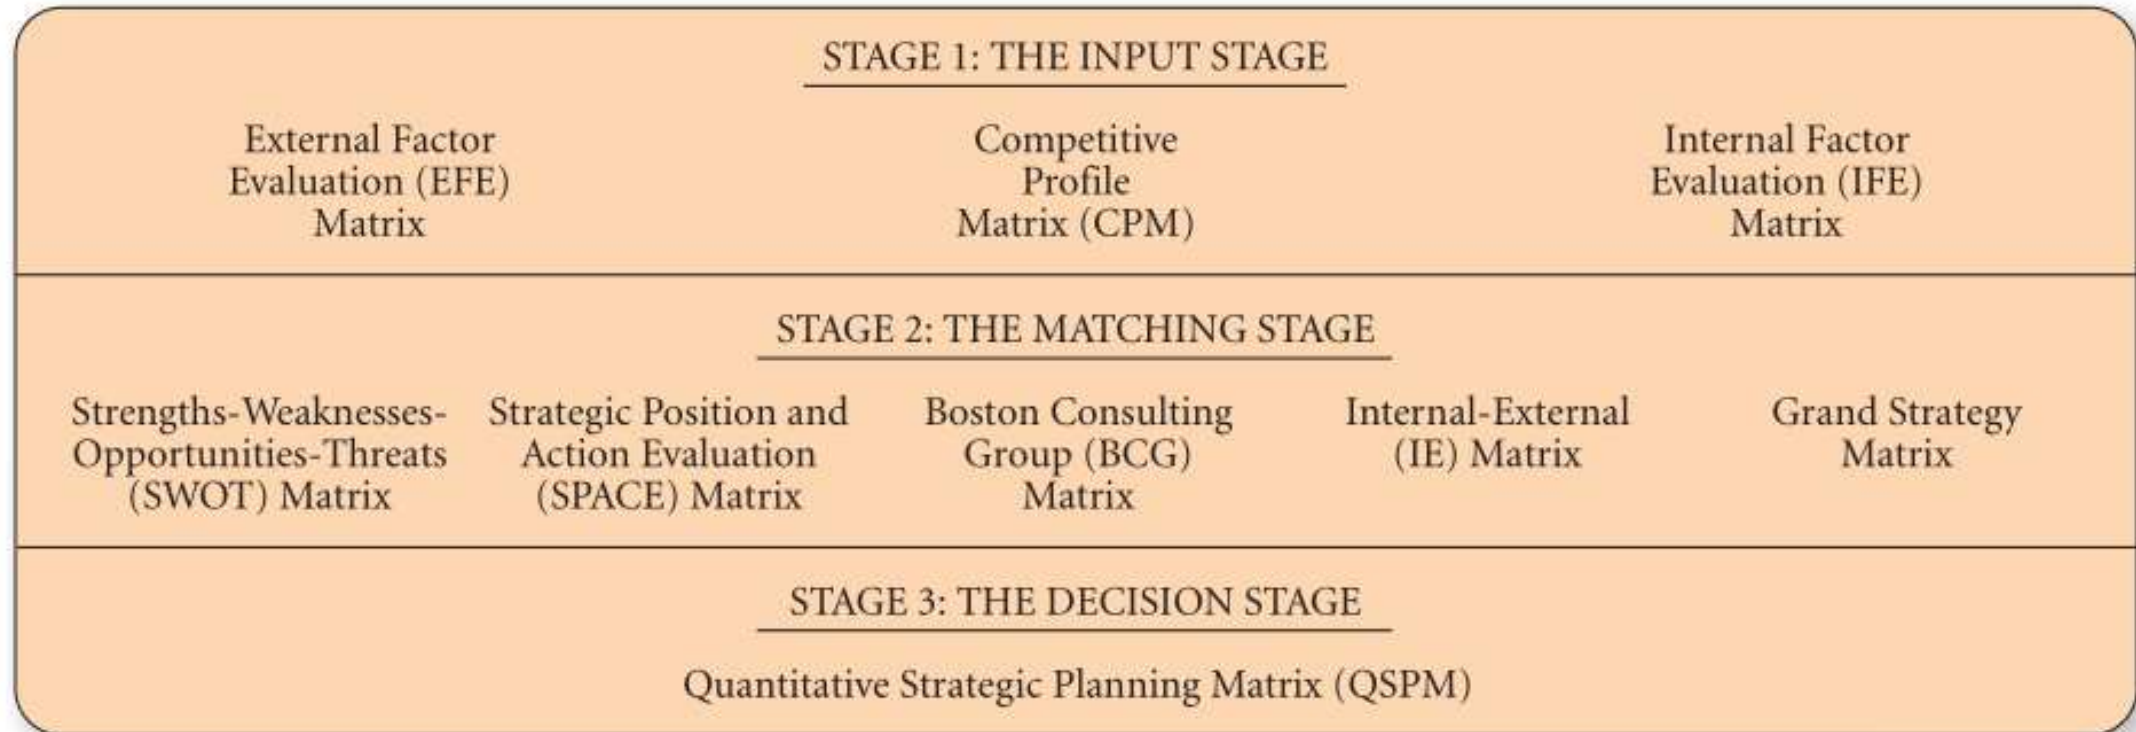 STAGE 1: THE INPUT STAGE
External Factor
Evaluation (EFE)
Matrix
Competitive
Profile
Matrix (CPM)
Internal Factor
Evaluation (IFE)
Matrix
STAGE 2: THE MATCHING STAGE
Strengths-Weaknesses-
Opportunities-Threats
(SWOT) Matrix
Strategic Position and
Action Evaluation
(SPACE) Matrix
Boston Consulting
Group (BCG)
Matrix
Internal-External
(IE) Matrix
Grand Strategy
Matrix
STAGE 3: THE DECISION STAGE
Quantitative Strategic Planning Matrix (QSPM)